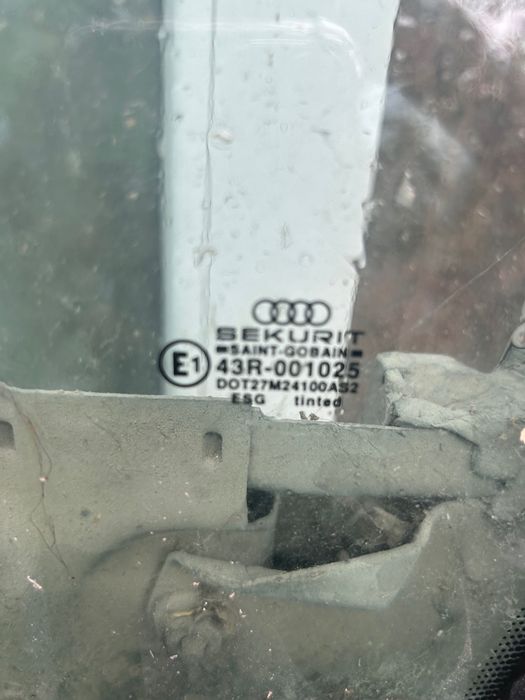 SEKURIT
SAINT-GOBAIN
E1 43R-001025
DOT27M24100AS2
ESG tinted